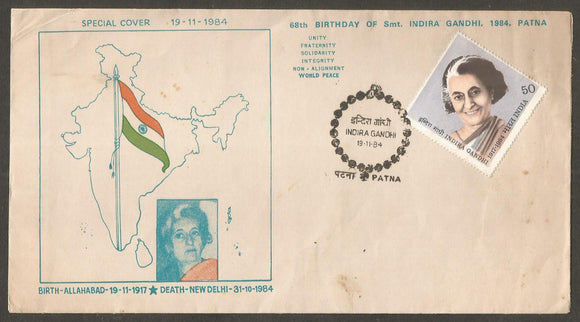 SPECIAL COVER 19-11-1984
BIRTH-ALLAHABAD-19-11-1917 ★ DEATH-NEW DELHI-31-10-1984
68th BIRTHDAY OF Smt. INDIRA GANDHI, 1984, PATNA
UNITY
FRATERNITY
SOLIDARITY
INTEGRITY
NON-ALIGNMENT
WORLD PEACE
इन्दिरा गांधी
INDIRA GANDHI
19-11-84
पटना PATNA
50
इन्दिरा गांधी INDIRA GANDHI 1917-1984
भारत INDIA